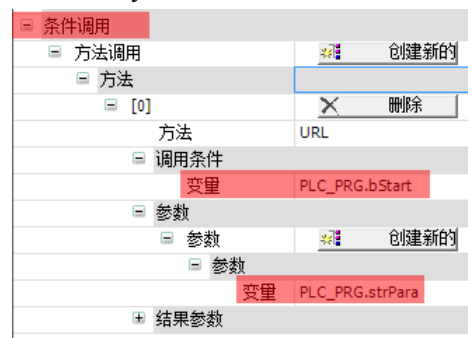 条件调用
方法调用 创建新的
方法
[0] 删除
方法 URL
调用条件
变量 PLC_PRG.bStart
参数
参数 创建新的
参数
变量 PLC_PRG.strPara
结果参数